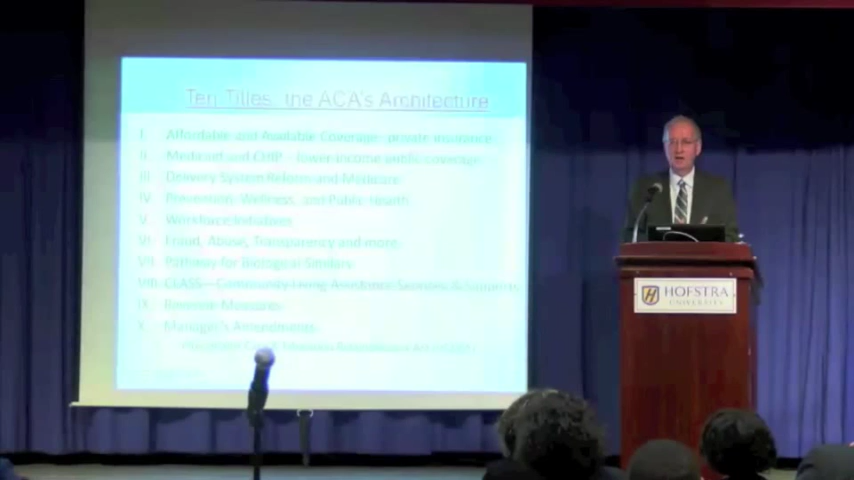 Ten Titles, the ACA's Architecture
I. Affordable and Available Coverage- private insurance
II. Medicaid and CHIP – lower-income public coverage
III. Delivery System Reform and Medicare
IV. Prevention, Wellness, and Public Health
V. Workforce Initiatives
VI. Fraud, Abuse, Transparency and more
VII. Pathway for Biological Similars
VIII. CLASS—Community Living Assistance Services & Supports
IX. Revenue Measures
X. Manager's Amendments
HOFSTRA
UNIVERSITY